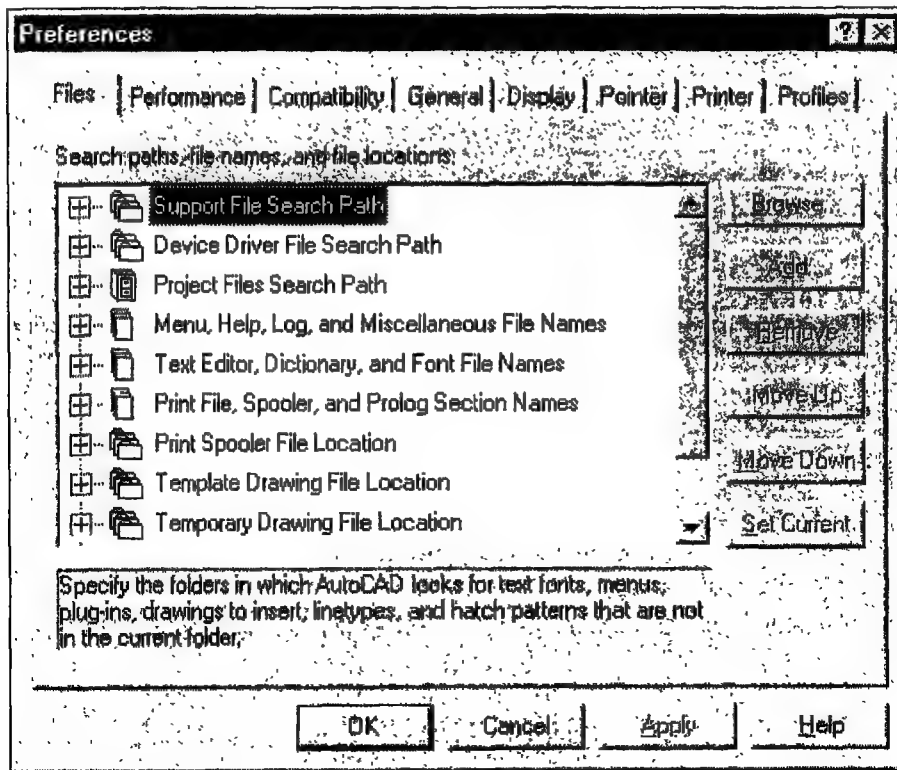 Preferences
Files Performance Compatibility General Display Pointer Printer Profiles
Search paths, file names, and file locations:
Support File Search Path
Device Driver File Search Path
Project Files Search Path
Menu, Help, Log, and Miscellaneous File Names
Text Editor, Dictionary, and Font File Names
Print File, Spooler, and Prolog Section Names
Print Spooler File Location
Template Drawing File Location
Temporary Drawing File Location
Browse...
Add...
Remove
Move Up
Move Down
Set Current
Specify the folders in which AutoCAD looks for text fonts, menus,
plug-ins, drawings to insert, linetypes, and hatch patterns that are not
in the current folder.
OK Cancel Apply Help